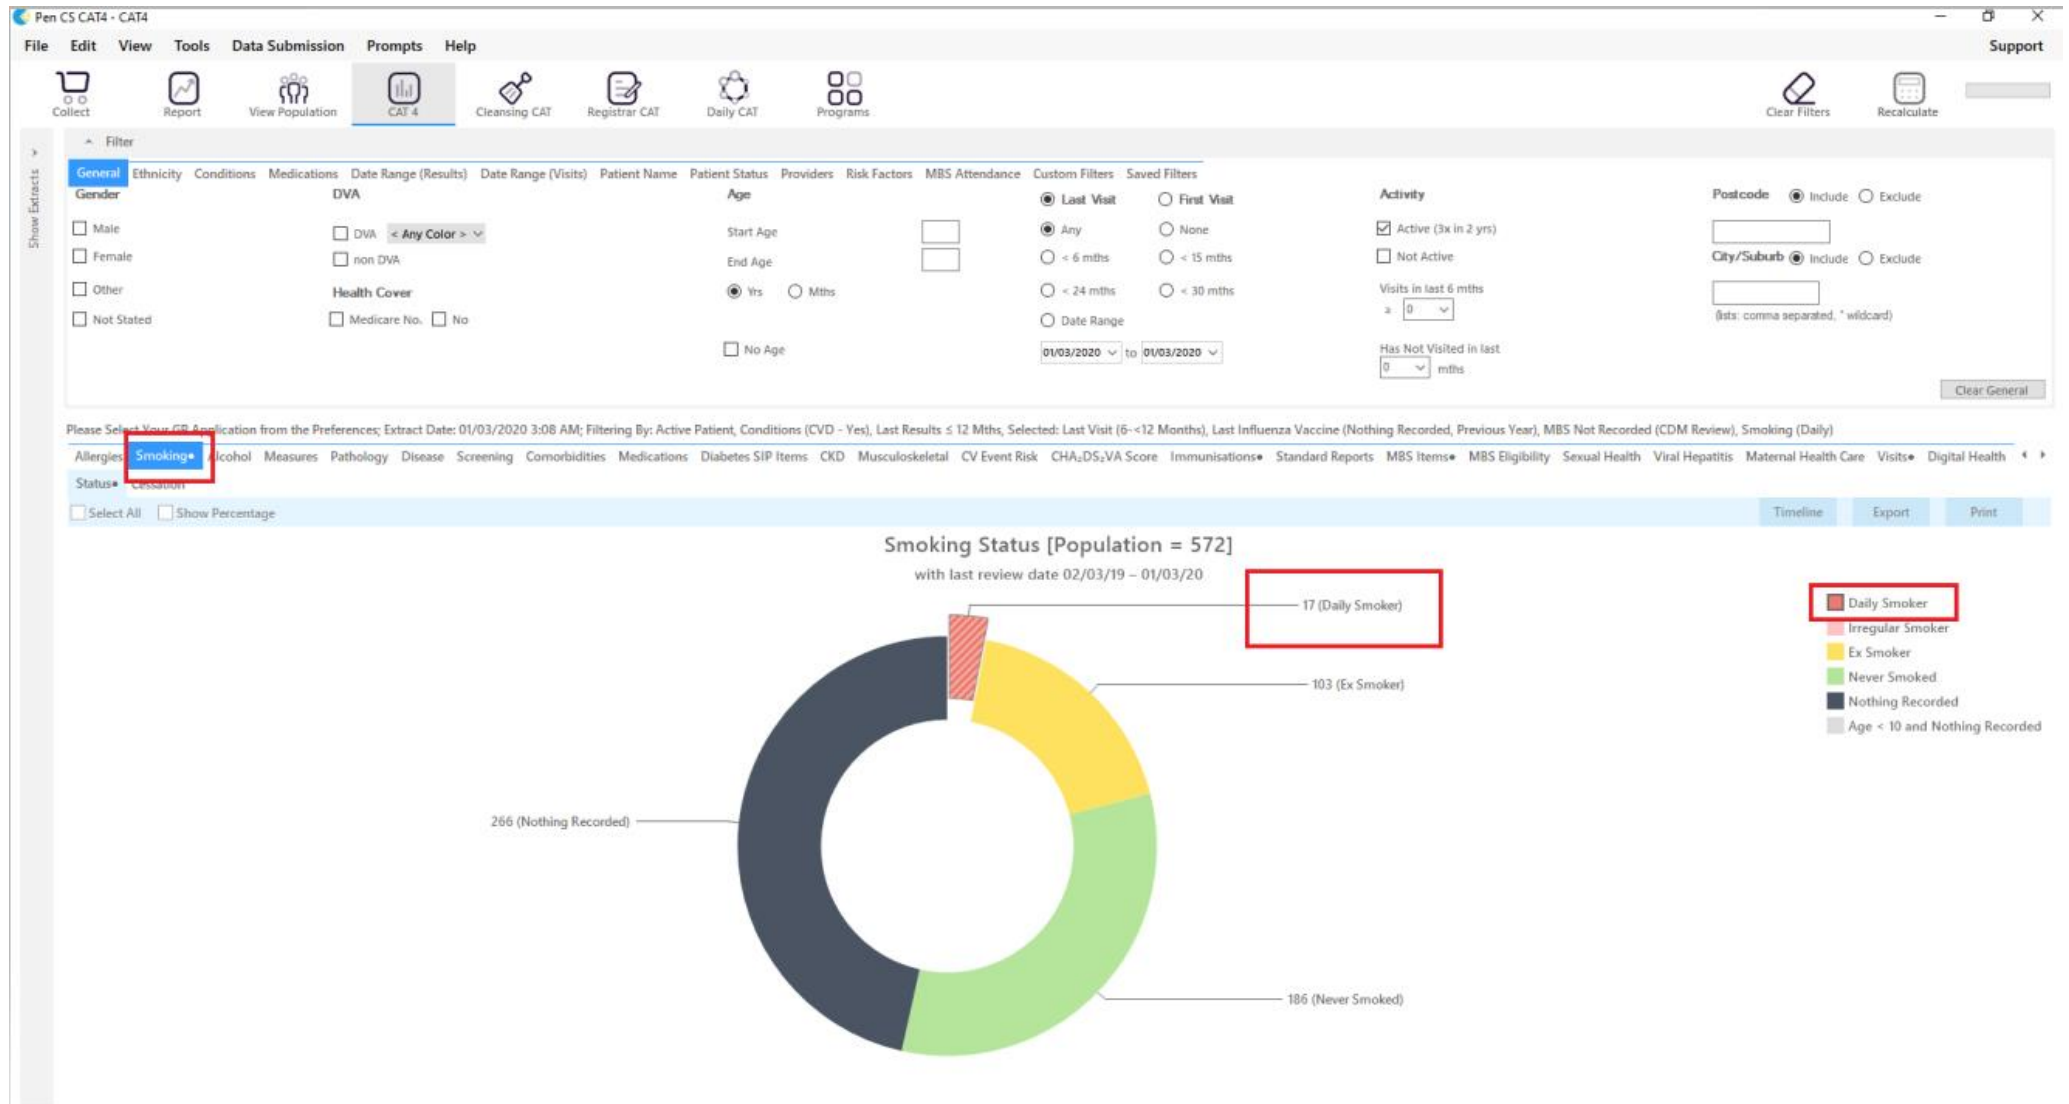 Pen CS CAT4 - CAT4
File Edit View Tools Data Submission Prompts Help Support
Collect Report View Population CAT 4 Cleansing CAT Registrar CAT Daily CAT Programs Clear Filters Recalculate
Show Extracts
Filter
General Ethnicity Conditions Medications Date Range (Results) Date Range (Visits) Patient Name Patient Status Providers Risk Factors MBS Attendance Custom Filters Saved Filters
Gender DVA Age Last Visit First Visit Activity Postcode Include Exclude
Male DVA < Any Color > Start Age Any None Active (3x in 2 yrs)
Female non DVA End Age < 6 mths < 15 mths Not Active City/Suburb Include Exclude
Other Health Cover Yrs Mths < 24 mths < 30 mths Visits in last 6 mths
Not Stated Medicare No. No Date Range ≥ 0 (lists: comma separated, * wildcard)
No Age 01/03/2020 to 01/03/2020 Has Not Visited in last
0 mths
Clear General
Please Select Your GP Application from the Preferences; Extract Date: 01/03/2020 3:08 AM; Filtering By: Active Patient, Conditions (CVD - Yes), Last Results ≤ 12 Mths, Selected: Last Visit (6-<12 Months), Last Influenza Vaccine (Nothing Recorded, Previous Year), MBS Not Recorded (CDM Review), Smoking (Daily)
Allergies Smoking• Alcohol Measures Pathology Disease Screening Comorbidities Medications Diabetes SIP Items CKD Musculoskeletal CV Event Risk CHA₂DS₂VA Score Immunisations• Standard Reports MBS Items• MBS Eligibility Sexual Health Viral Hepatitis Maternal Health Care Visits• Digital Health
Status• Cessation
Select All Show Percentage Timeline Export Print
Smoking Status [Population = 572]
with last review date 02/03/19 – 01/03/20
17 (Daily Smoker)
103 (Ex Smoker)
266 (Nothing Recorded)
186 (Never Smoked)
Daily Smoker
Irregular Smoker
Ex Smoker
Never Smoked
Nothing Recorded
Age < 10 and Nothing Recorded